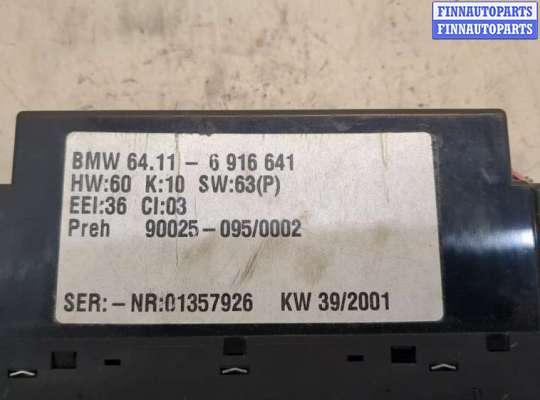 FINNAUTOPARTS
FINNAUTOPARTS
BMW 64.11 - 6 916 641
HW:60 K:10 SW:63(P)
EEI:36 CI:03
Preh 90025-095/0002
SER:-NR:01357926 KW 39/2001